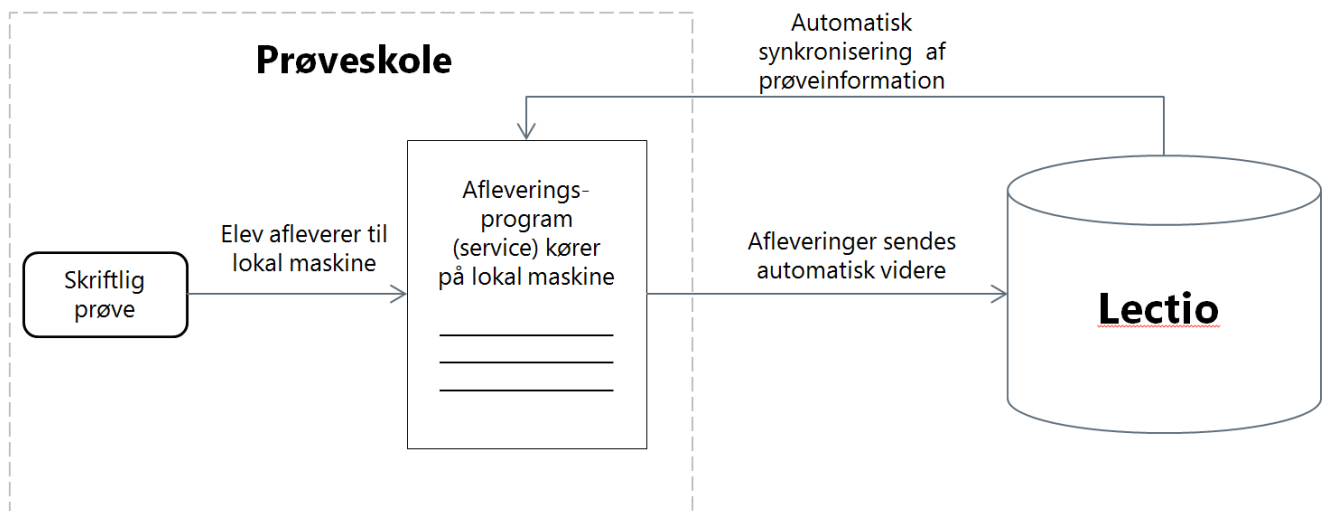 Prøveskole
Automatisk
synkronisering af
prøveinformation
Skriftlig
prøve
Elev afleverer til
lokal maskine
Afleverings-
program
(service) kører
på lokal maskine
Afleveringer sendes
automatisk videre
Lectio